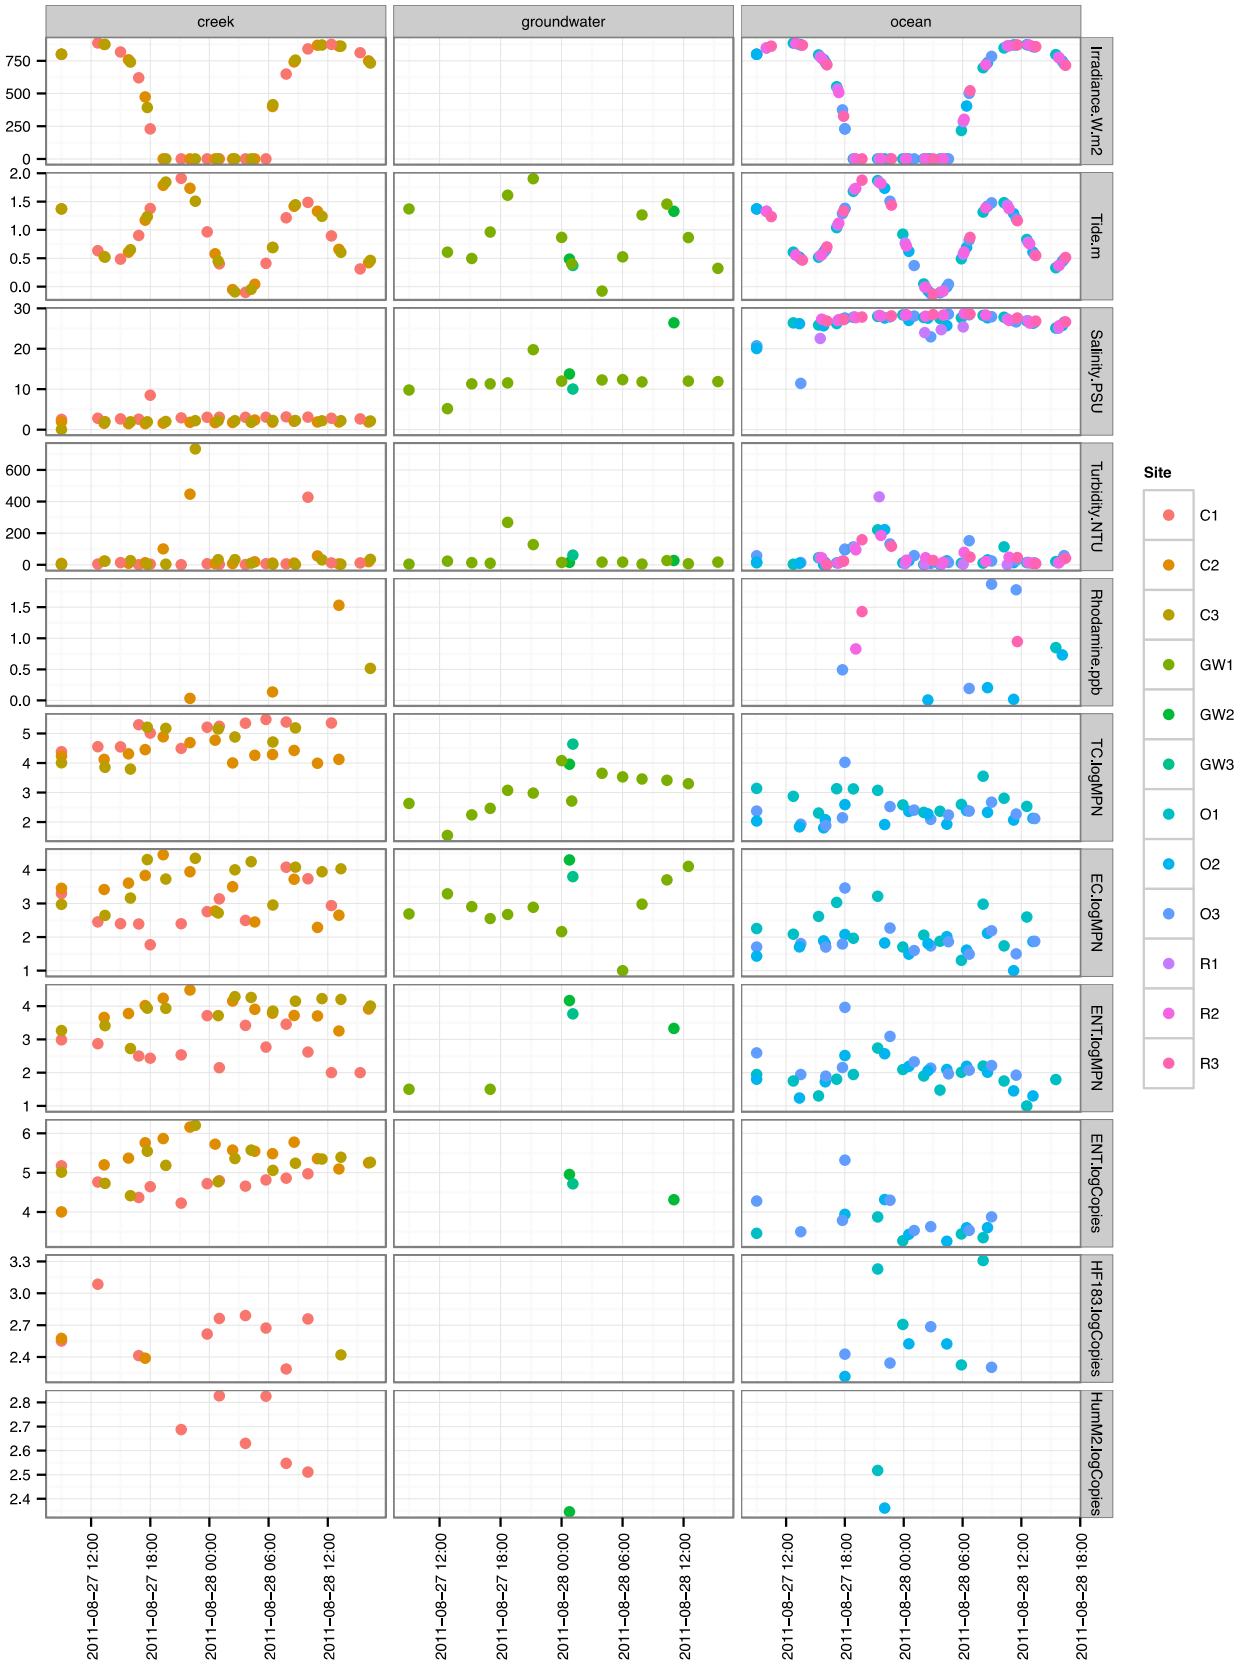 creek groundwater ocean
750
500
250
0
Irradiance.W.m2
2.0
1.5
1.0
0.5
0.0
Tide.m
30
20
10
0
Salinity.PSU
600
400
200
0
Turbidity.NTU
1.5
1.0
0.5
0.0
Rhodamine.ppb
5
4
3
2
TC.logMPN
4
3
2
1
EC.logMPN
4
3
2
1
ENT.logMPN
6
5
4
ENT.logCopies
3.3
3.0
2.7
2.4
HF183.logCopies
2.8
2.7
2.6
2.5
2.4
HumM2.logCopies
2011−08−27 12:00
2011−08−27 18:00
2011−08−28 00:00
2011−08−28 06:00
2011−08−28 12:00
2011−08−27 12:00
2011−08−27 18:00
2011−08−28 00:00
2011−08−28 06:00
2011−08−28 12:00
2011−08−27 12:00
2011−08−27 18:00
2011−08−28 00:00
2011−08−28 06:00
2011−08−28 12:00
2011−08−28 18:00
Site
C1
C2
C3
GW1
GW2
GW3
O1
O2
O3
R1
R2
R3